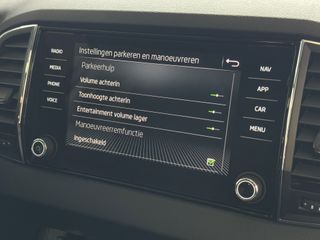 Instellingen parkeren en manoeuvreren
Parkeerhulp
Volume achterin
Toonhoogte achterin
Entertainment volume lager
Manoeuvreerremfunctie
Ingeschakeld
RADIO
MEDIA
PHONE
VOICE
NAV
APP
CAR
MENU